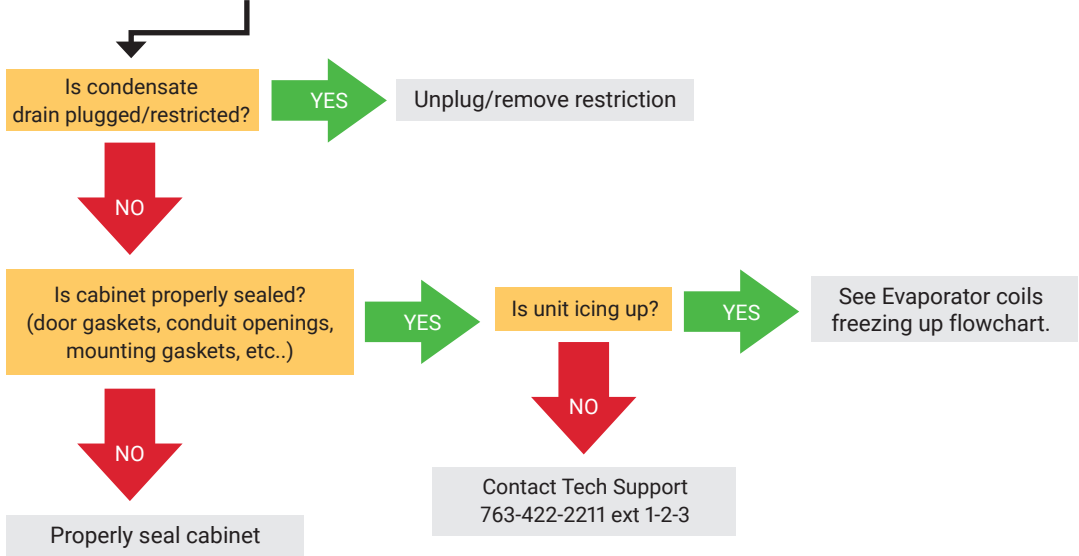 Is condensate
drain plugged/restricted?
YES
Unplug/remove restriction
NO
Is cabinet properly sealed?
(door gaskets, conduit openings,
mounting gaskets, etc..)
YES
Is unit icing up?
YES
See Evaporator coils
freezing up flowchart.
NO
NO
Contact Tech Support
763-422-2211 ext 1-2-3
Properly seal cabinet